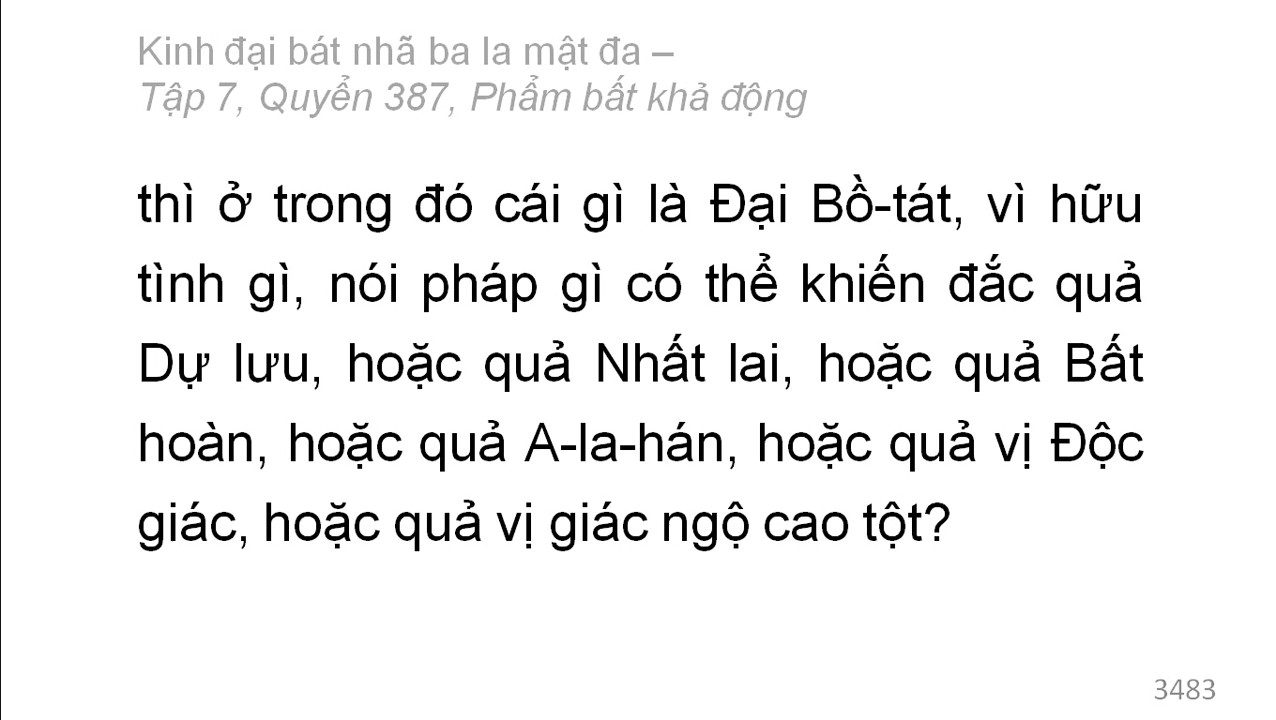 Kinh đại bát nhã ba la mật đa –
Tập 7, Quyển 387, Phẩm bất khả động
thì ở trong đó cái gì là Đại Bồ-tát, vì hữu
tình gì, nói pháp gì có thể khiến đắc quả
Dự lưu, hoặc quả Nhất lai, hoặc quả Bất
hoàn, hoặc quả A-la-hán, hoặc quả vị Độc
giác, hoặc quả vị giác ngộ cao tột?
3483